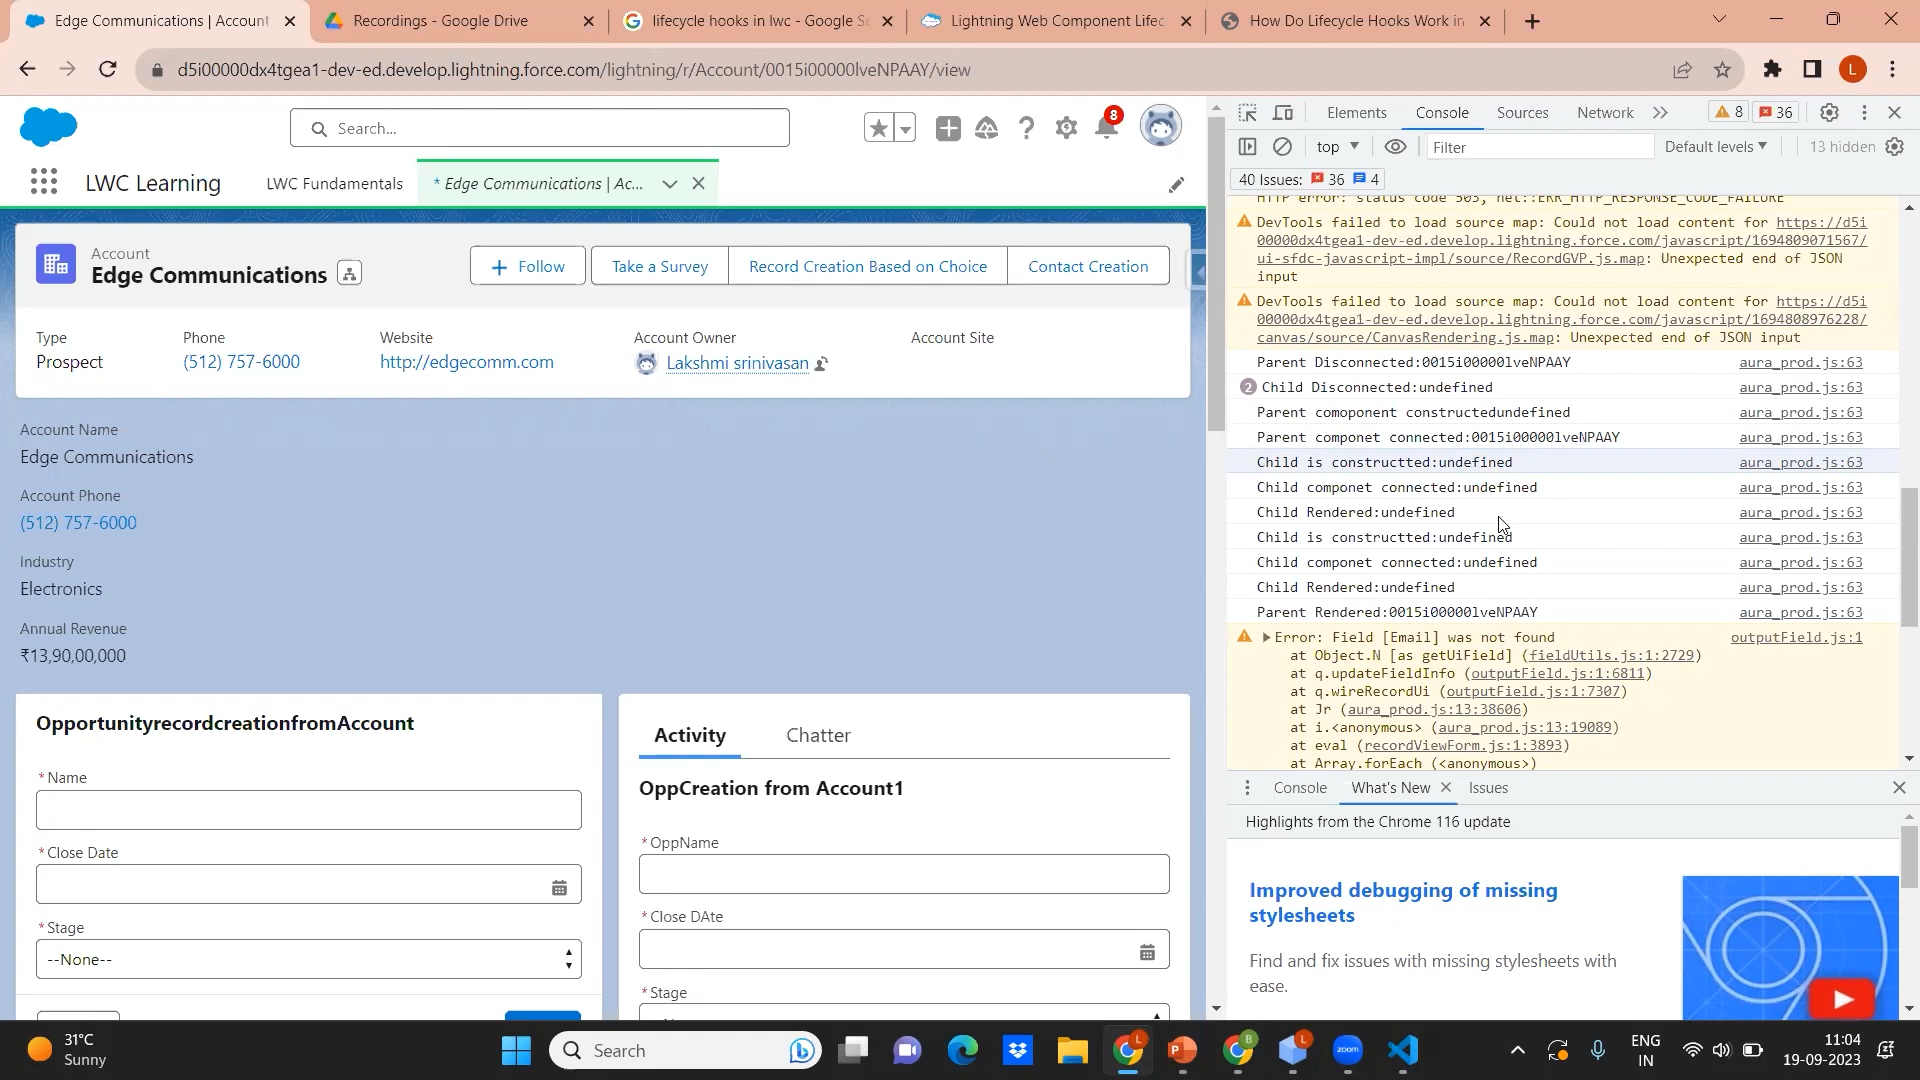 Edge Communications | Account
Recordings - Google Drive
lifecycle hooks in lwc - Google Se
Lightning Web Component Lifec
How Do Lifecycle Hooks Work in
d5i00000dx4tgea1-dev-ed.develop.lightning.force.com/lightning/r/Account/0015i00000lveNPAAY/view
L
Search...
8
LWC Learning
LWC Fundamentals
* Edge Communications | Ac...
Account
Edge Communications
Follow
Take a Survey
Record Creation Based on Choice
Contact Creation
Type
Phone
Website
Account Owner
Account Site
Prospect
(512) 757-6000
http://edgecomm.com
Lakshmi srinivasan
Account Name
Edge Communications
Account Phone
(512) 757-6000
Industry
Electronics
Annual Revenue
₹13,90,00,000
OpportunityrecordcreationfromAccount
*Name
*Close Date
*Stage
--None--
Activity
Chatter
OppCreation from Account1
*OppName
*Close DAte
*Stage
Elements
Console
Sources
Network
8
36
top
Filter
Default levels
13 hidden
40 Issues: 36 4
HTTP error: status code 503, net::ERR_HTTP_RESPONSE_CODE_FAILURE
DevTools failed to load source map: Could not load content for https://d5i
00000dx4tgea1-dev-ed.develop.lightning.force.com/javascript/1694809071567/
ui-sfdc-javascript-impl/source/RecordGVP.js.map: Unexpected end of JSON
input
DevTools failed to load source map: Could not load content for https://d5i
00000dx4tgea1-dev-ed.develop.lightning.force.com/javascript/1694808976228/
canvas/source/CanvasRendering.js.map: Unexpected end of JSON input
Parent Disconnected:0015i00000lveNPAAY aura_prod.js:63
2 Child Disconnected:undefined aura_prod.js:63
Parent comoponent constructedundefined aura_prod.js:63
Parent componet connected:0015i00000lveNPAAY aura_prod.js:63
Child is constructted:undefined aura_prod.js:63
Child componet connected:undefined aura_prod.js:63
Child Rendered:undefined aura_prod.js:63
Child is constructted:undefined aura_prod.js:63
Child componet connected:undefined aura_prod.js:63
Child Rendered:undefined aura_prod.js:63
Parent Rendered:0015i00000lveNPAAY aura_prod.js:63
Error: Field [Email] was not found outputField.js:1
at Object.N [as getUiField] (fieldUtils.js:1:2729)
at q.updateFieldInfo (outputField.js:1:6811)
at q.wireRecordUi (outputField.js:1:7307)
at Jr (aura_prod.js:13:38606)
at i.<anonymous> (aura_prod.js:13:19089)
at eval (recordViewForm.js:1:3893)
at Array.forEach (<anonymous>)
Console
What's New
Issues
Highlights from the Chrome 116 update
Improved debugging of missing
stylesheets
Find and fix issues with missing stylesheets with
ease.
31°C
Sunny
Search
L
P
B
L
zoom
ENG
IN
11:04
19-09-2023